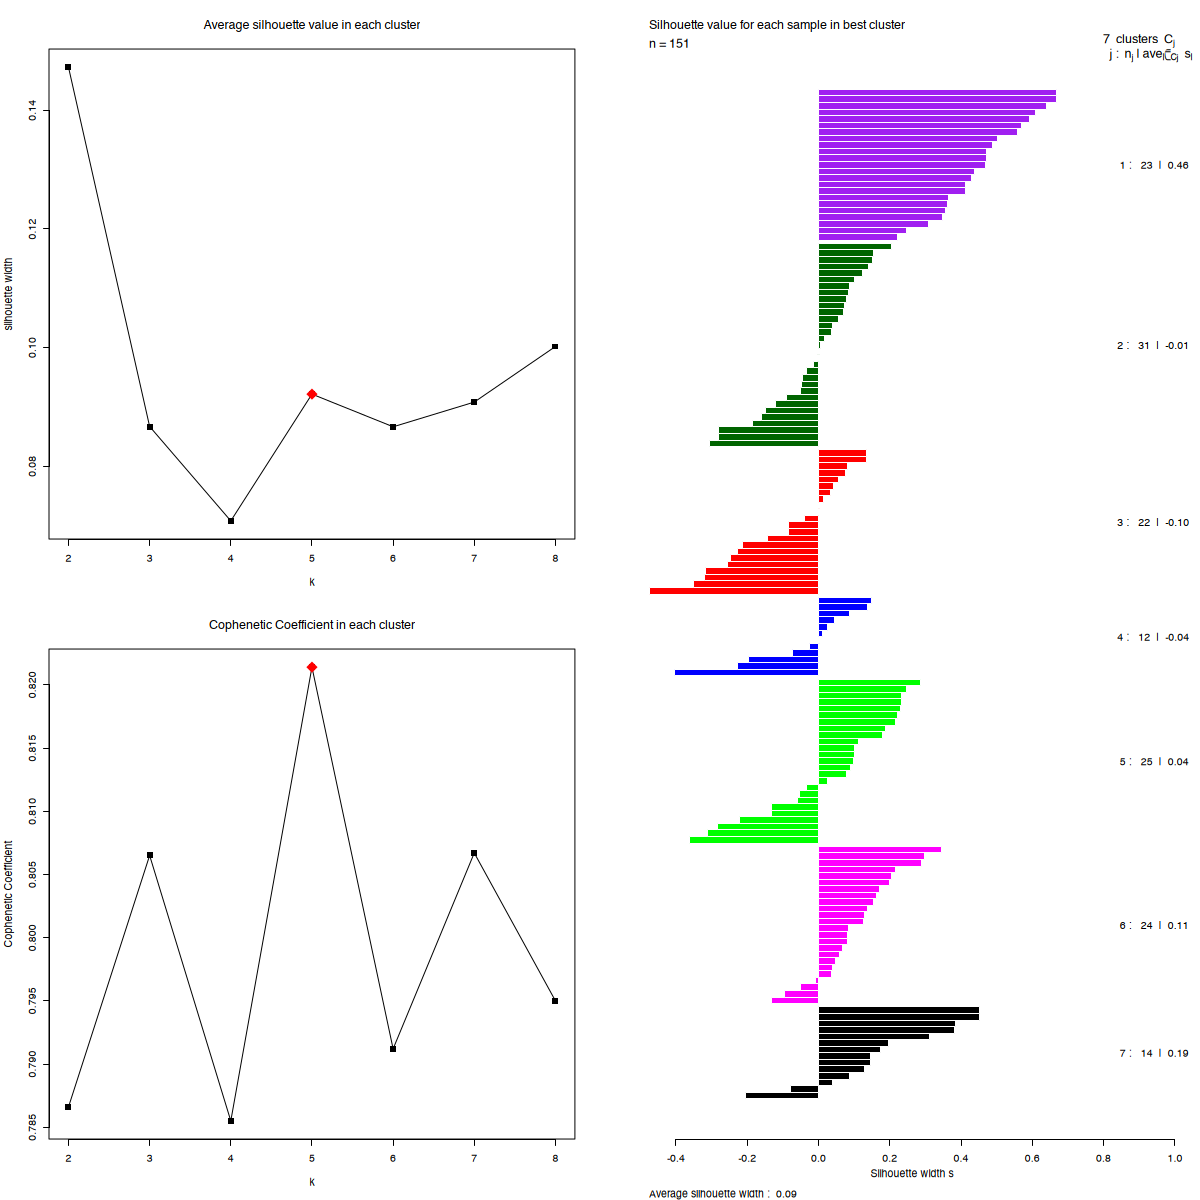 Average silhouette value in each cluster
silhouette width
0.14
0.12
0.10
0.08
2 3 4 5 6 7 8
k
Cophenetic Coefficient in each cluster
Cophenetic Coefficient
0.820
0.815
0.810
0.805
0.800
0.795
0.790
0.785
2 3 4 5 6 7 8
k
Silhouette value for each sample in best cluster
n = 151
7 clusters Cj
j : nj | avei∈Cj si
1 : 23 | 0.46
2 : 31 | -0.01
3 : 22 | -0.10
4 : 12 | -0.04
5 : 25 | 0.04
6 : 24 | 0.11
7 : 14 | 0.19
-0.4 -0.2 0.0 0.2 0.4 0.6 0.8 1.0
Silhouette width s
Average silhouette width : 0.09